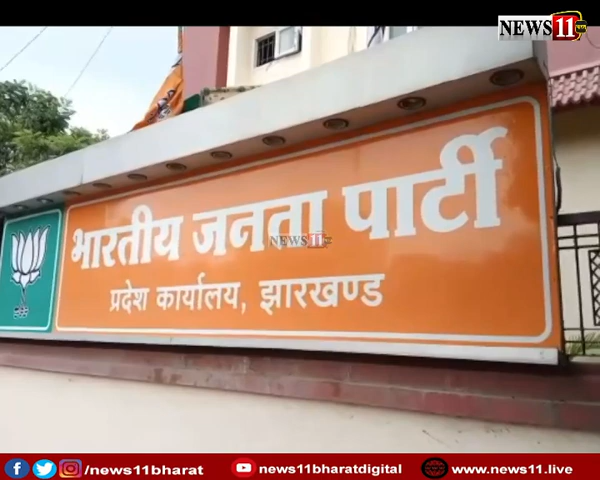 NEWS 11
भारतीय जनता पार्टी
NEWS 11
प्रदेश कार्यालय, झारखण्ड
/news11bharat
/news11bharatdigital
www.news11.live